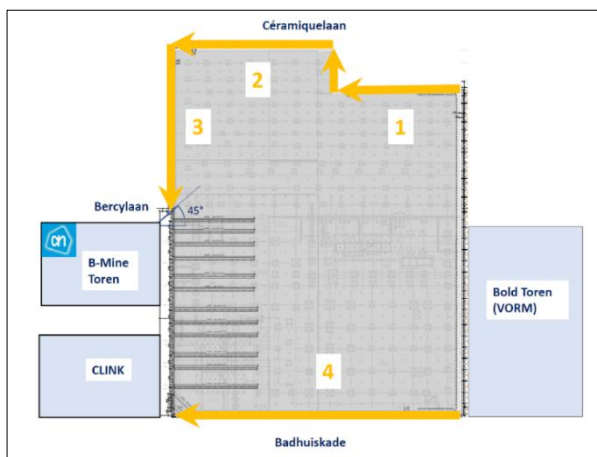 Céramiquelaan
2
1
3
Bercylaan
45°
B-Mine
Toren
Bold Toren
(VORM)
CLINK
4
Badhuiskade